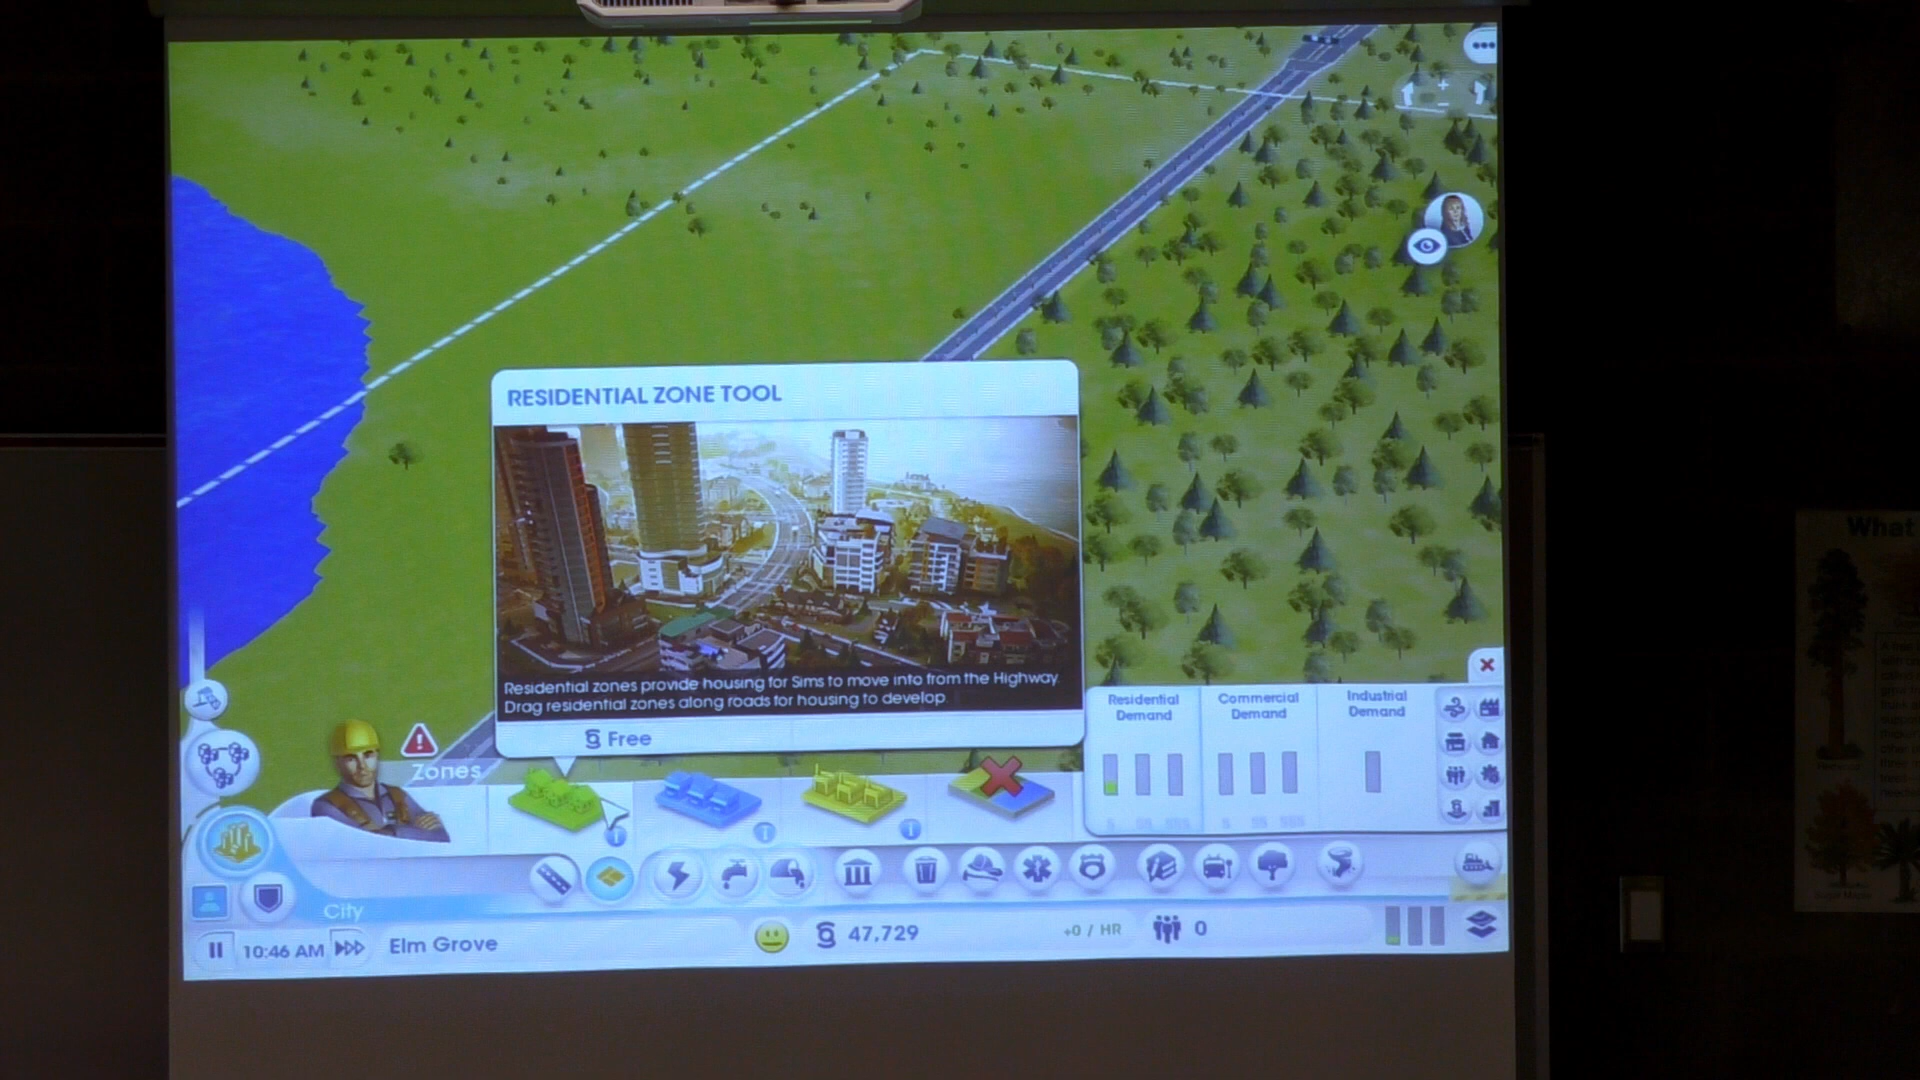 RESIDENTIAL ZONE TOOL
Residential zones provide housing for Sims to move into from the Highway.
Drag residential zones along roads for housing to develop.
Free
Zones
Residential
Demand
Commercial
Demand
Industrial
Demand
City
10:46 AM
Elm Grove
47,729
+0 / HR
0
What